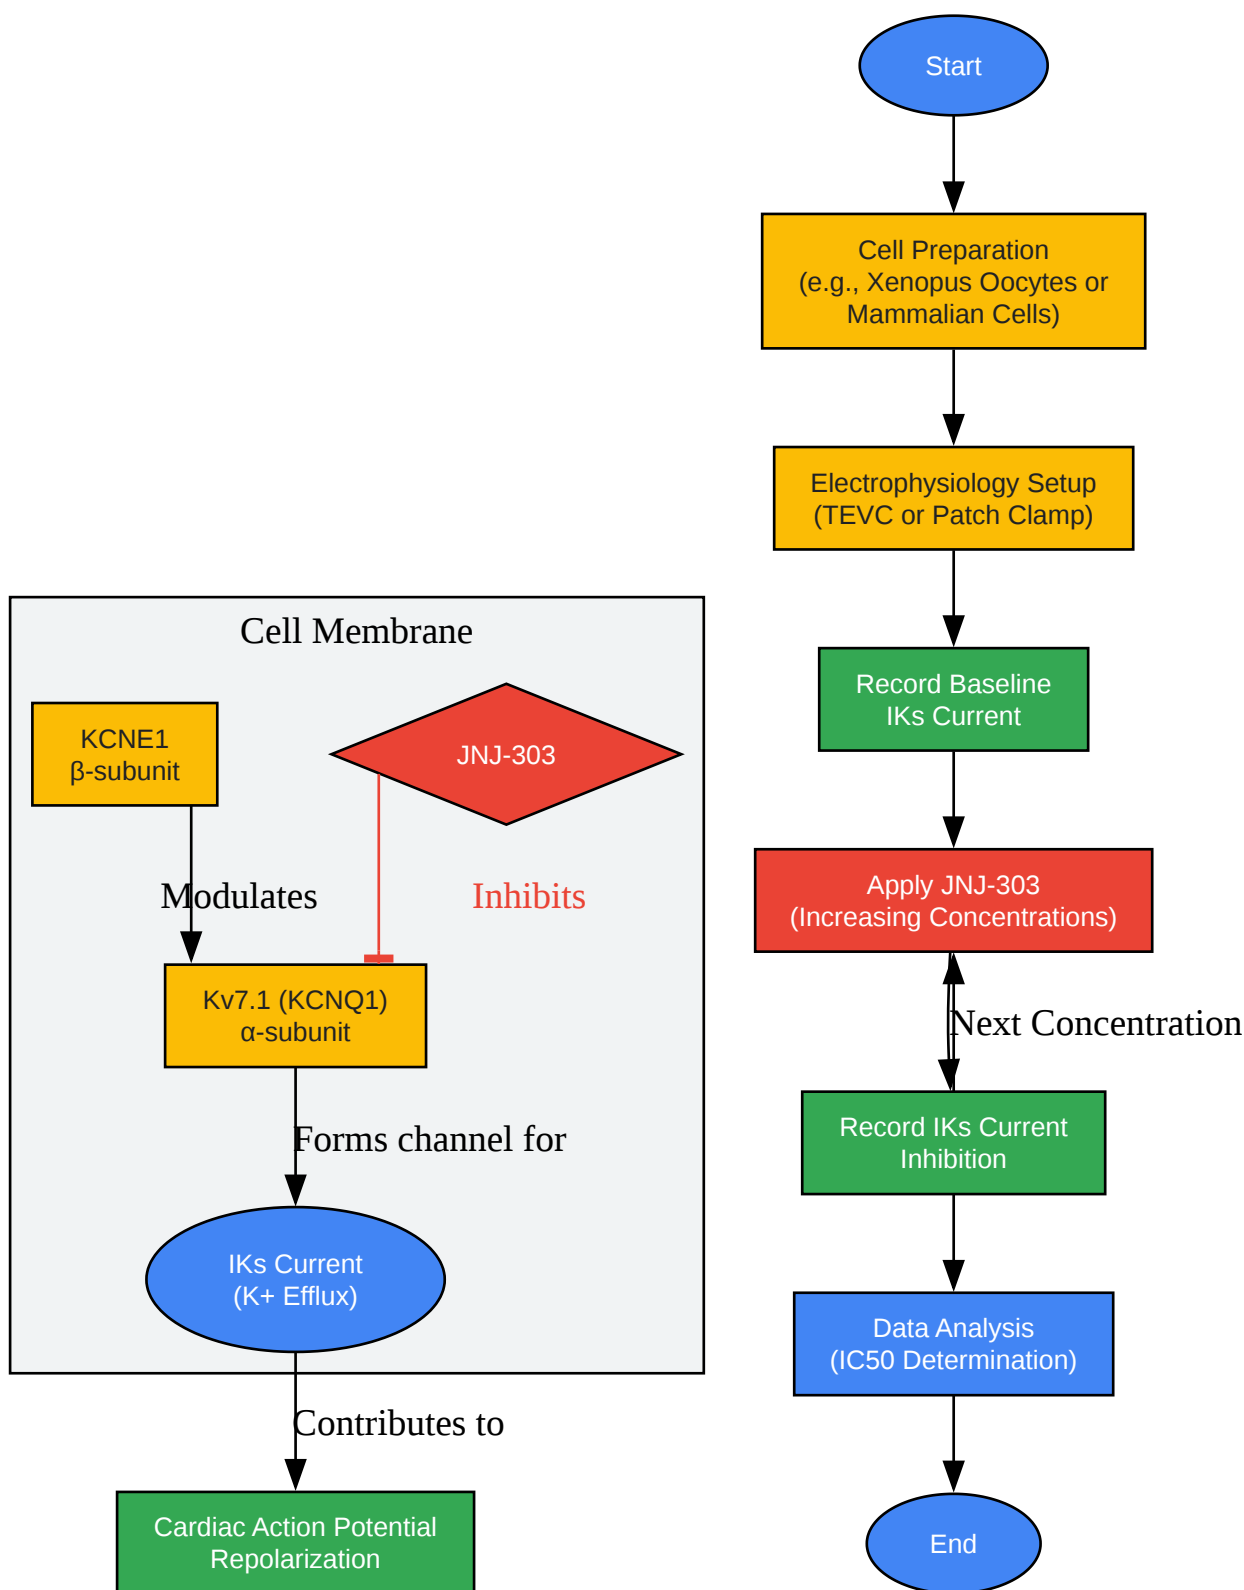 Start
Cell Preparation
(e.g., Xenopus Oocytes or
Mammalian Cells)
Electrophysiology Setup
(TEVC or Patch Clamp)
Record Baseline
IKs Current
Apply JNJ-303
(Increasing Concentrations)
Next Concentration
Record IKs Current
Inhibition
Data Analysis
(IC50 Determination)
End
Cell Membrane
KCNE1
β-subunit
JNJ-303
Modulates
Inhibits
Kv7.1 (KCNQ1)
α-subunit
Forms channel for
IKs Current
(K+ Efflux)
Contributes to
Cardiac Action Potential
Repolarization